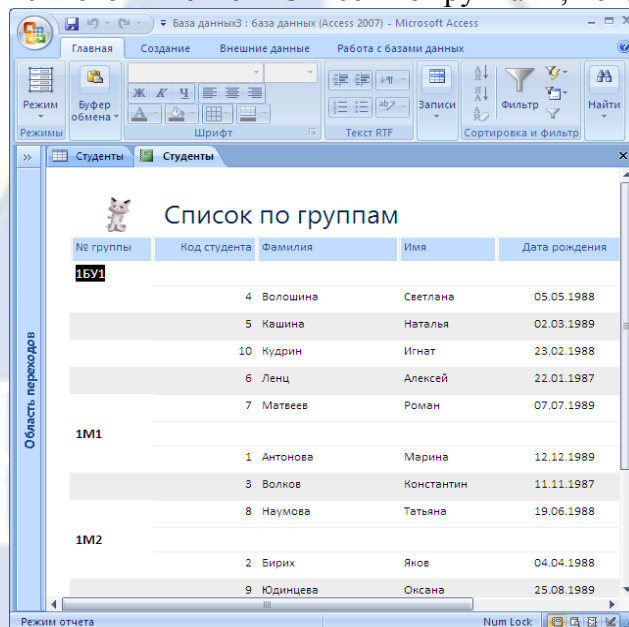 База данных3 : база данных (Access 2007) - Microsoft Access
Главная Создание Внешние данные Работа с базами данных
Режим Буфер обмена Ж К Ч Записи Фильтр Найти
Режимы Шрифт Текст RTF Сортировка и фильтр
Студенты Студенты
Список по группам
№ группы Код студента Фамилия Имя Дата рождения
1БУ1
4 Волошина Светлана 05.05.1988
5 Кашина Наталья 02.03.1989
10 Кудрин Игнат 23.02.1988
6 Ленц Алексей 22.01.1987
7 Матвеев Роман 07.07.1989
1М1
1 Антонова Марина 12.12.1989
3 Волков Константин 11.11.1987
8 Наумова Татьяна 19.06.1988
1М2
2 Бирих Яков 04.04.1988
9 Юдинцева Оксана 25.08.1989
Область переходов
Режим отчета Num Lock